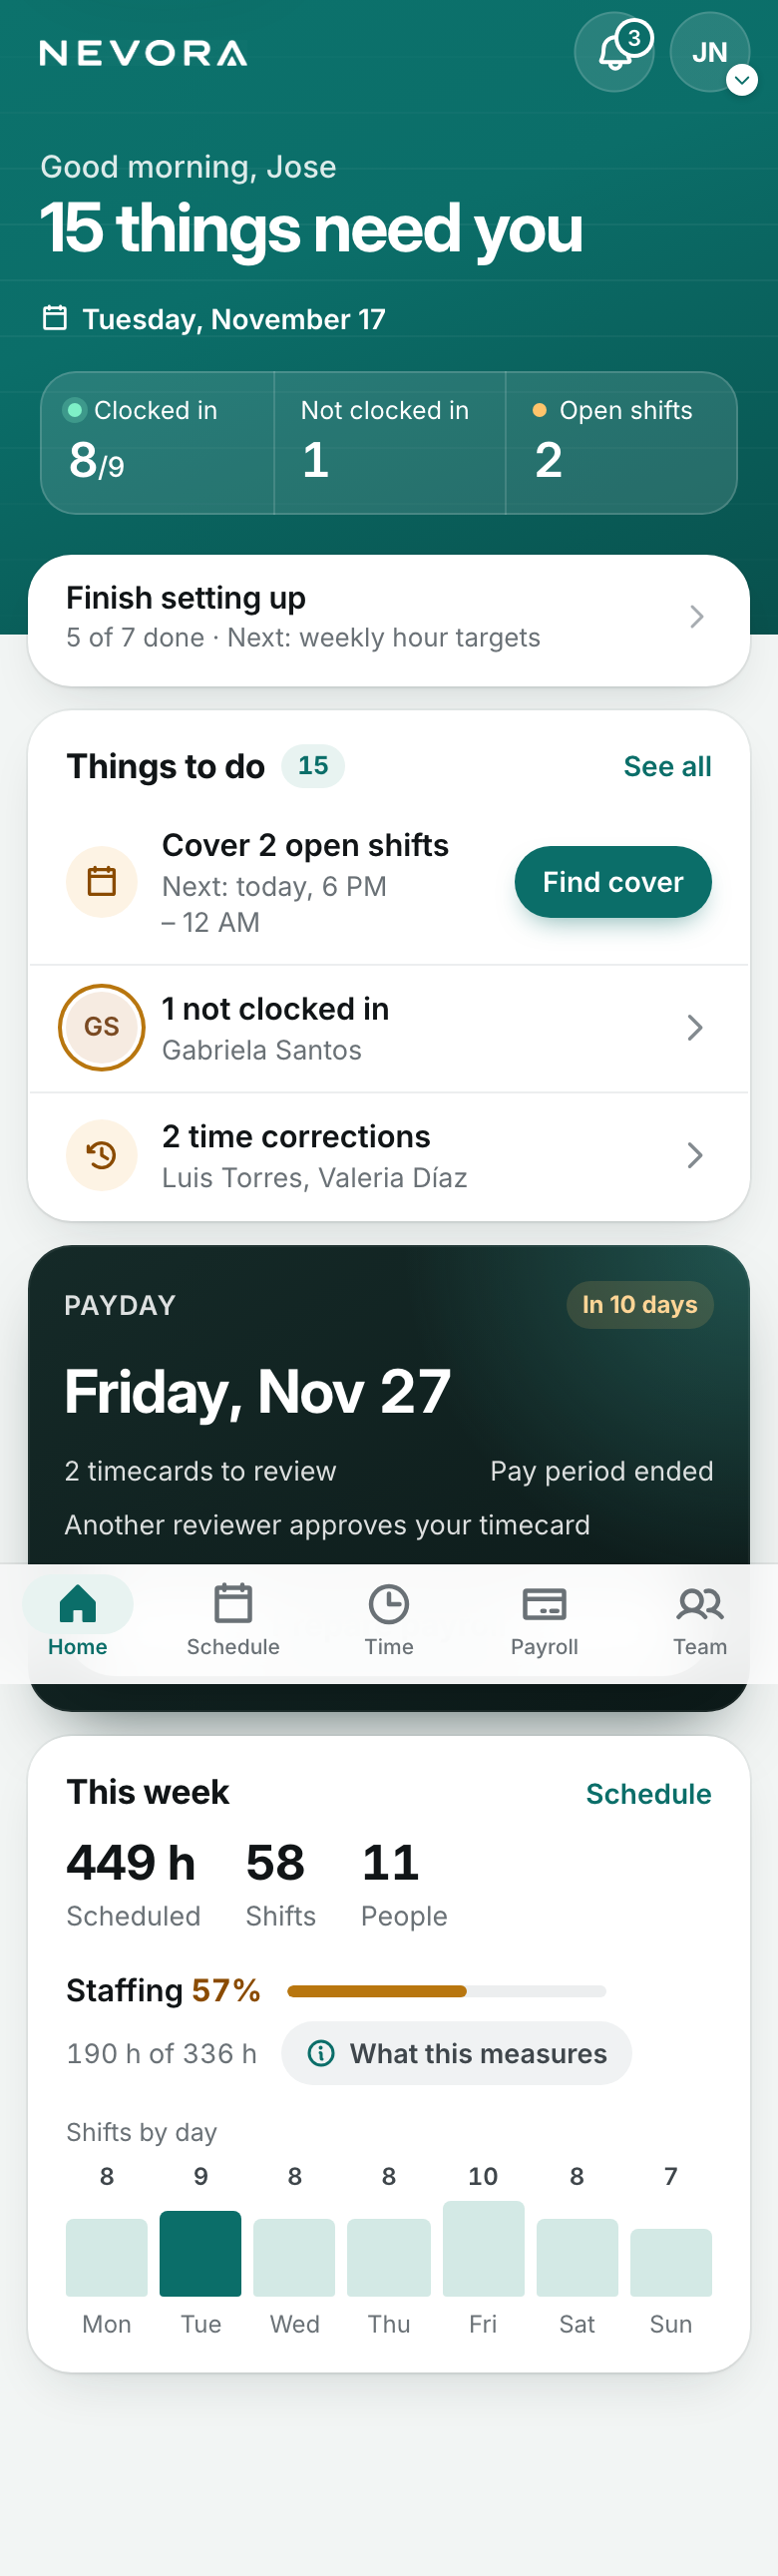 NEVORA
3
JN
Good morning, Jose
15 things need you
Tuesday, November 17
Clocked in
8/9
Not clocked in
1
Open shifts
2
Finish setting up
5 of 7 done · Next: weekly hour targets
Things to do 15
See all
Cover 2 open shifts
Next: today, 6 PM
– 12 AM
Find cover
GS
1 not clocked in
Gabriela Santos
2 time corrections
Luis Torres, Valeria Díaz
PAYDAY
In 10 days
Friday, Nov 27
2 timecards to review
Pay period ended
Another reviewer approves your timecard
Home
Schedule
Time
Payroll
Team
This week
Schedule
449 h 58 11
Scheduled Shifts People
Staffing 57%
190 h of 336 h
What this measures
Shifts by day
8 9 8 8 10 8 7
Mon Tue Wed Thu Fri Sat Sun